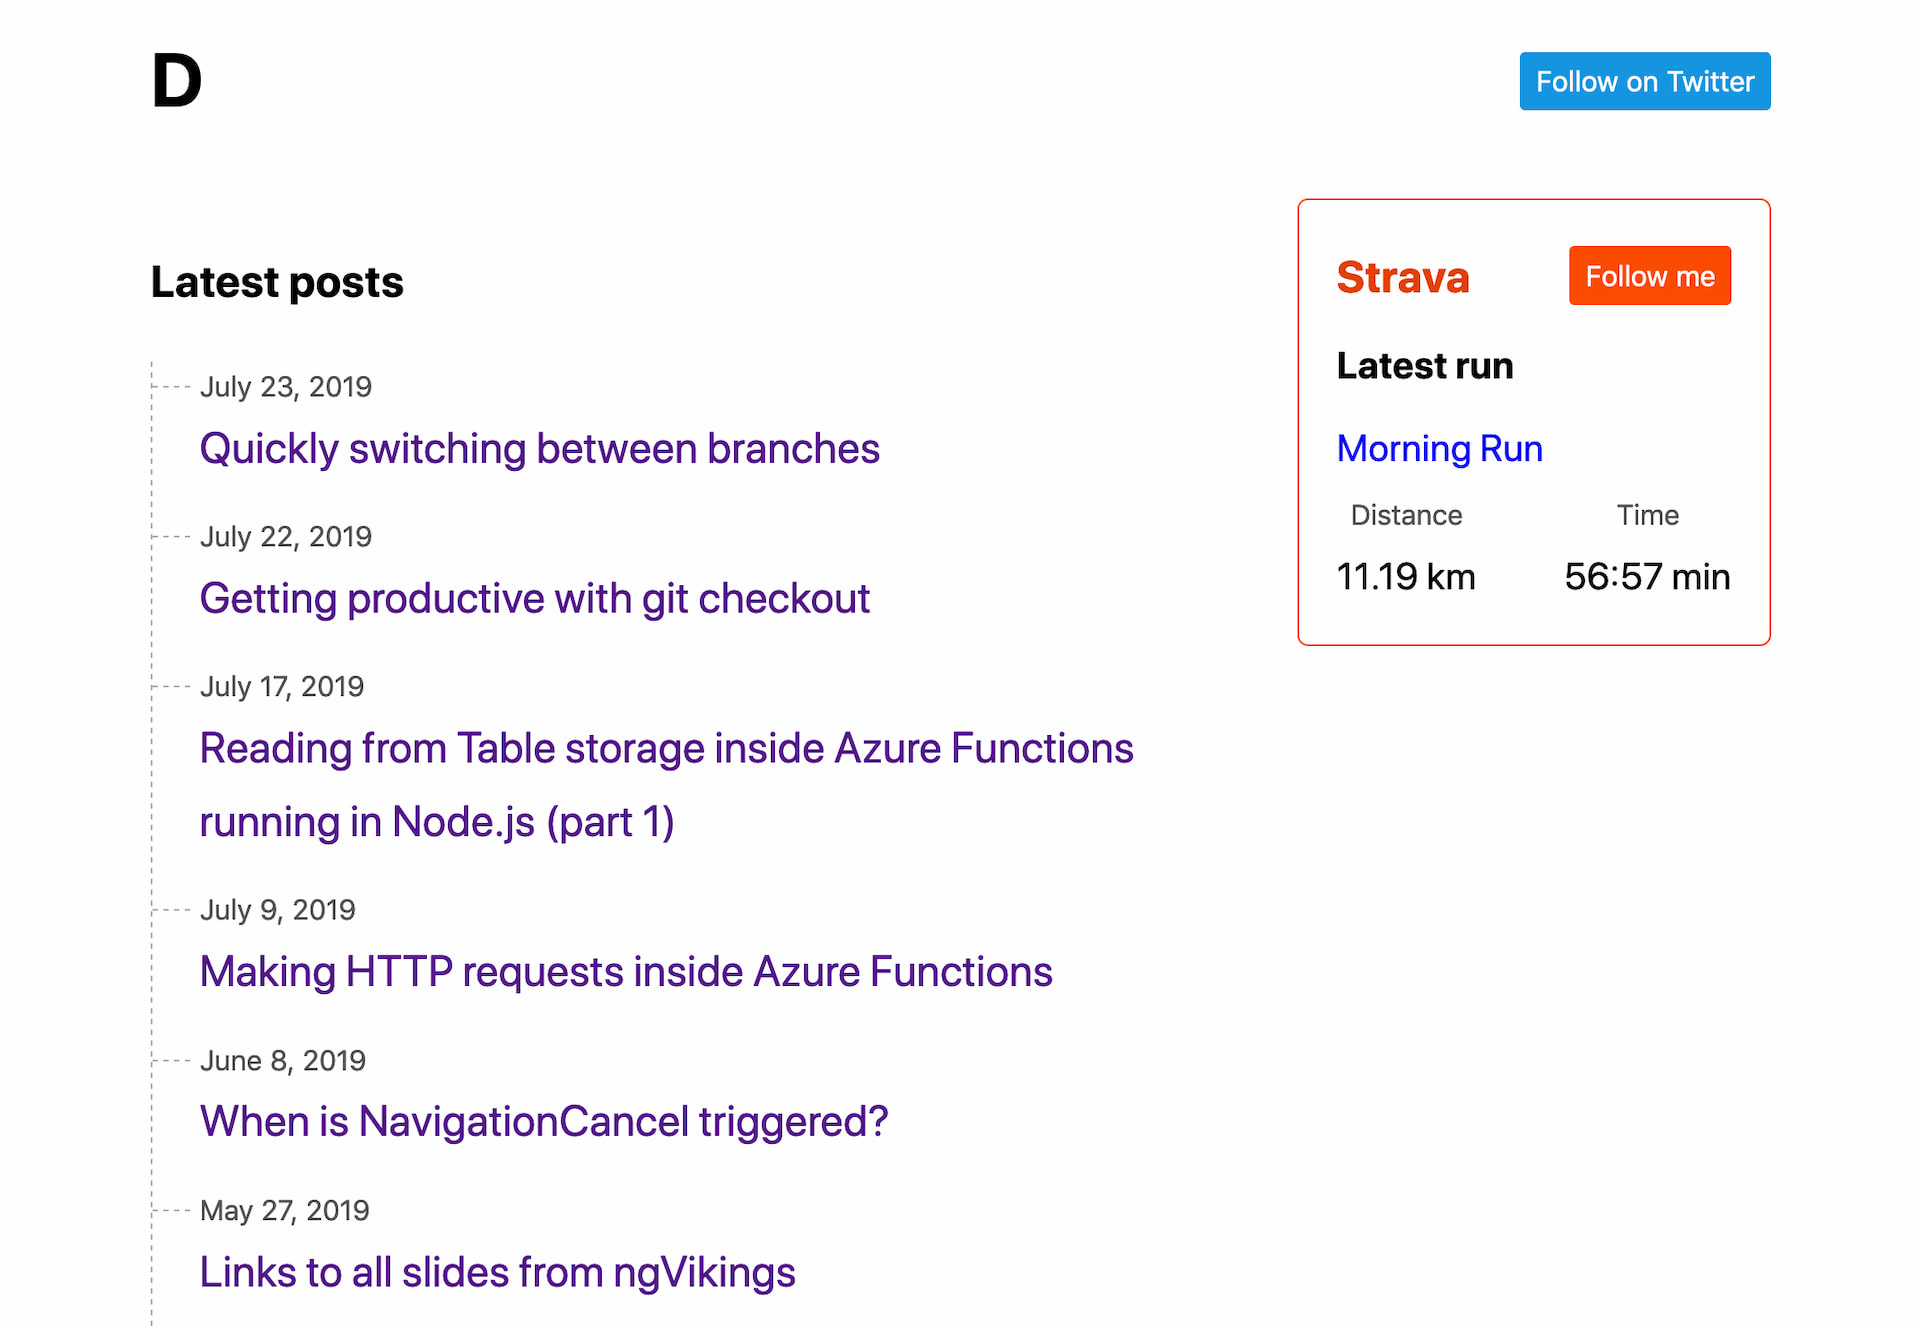 D
Follow on Twitter
Latest posts
July 23, 2019
Quickly switching between branches
July 22, 2019
Getting productive with git checkout
July 17, 2019
Reading from Table storage inside Azure Functions
running in Node.js (part 1)
July 9, 2019
Making HTTP requests inside Azure Functions
June 8, 2019
When is NavigationCancel triggered?
May 27, 2019
Links to all slides from ngVikings
Strava
Follow me
Latest run
Morning Run
Distance Time
11.19 km 56:57 min